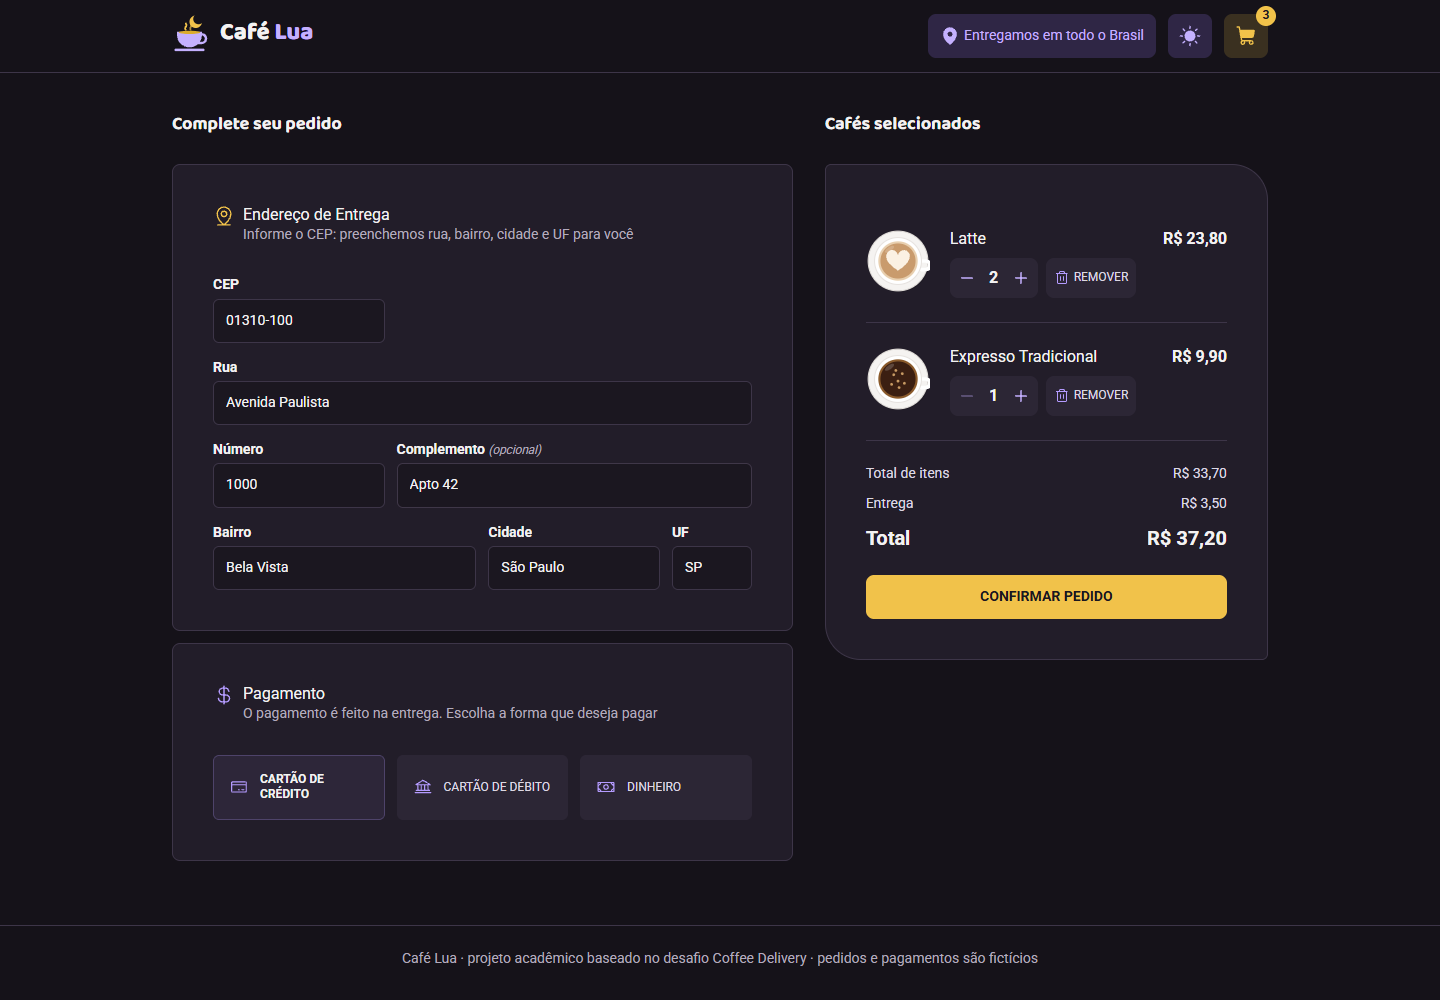 Café Lua
Entregamos em todo o Brasil
3
Complete seu pedido
Endereço de Entrega
Informe o CEP: preenchemos rua, bairro, cidade e UF para você
CEP
01310-100
Rua
Avenida Paulista
Número
Complemento (opcional)
1000
Apto 42
Bairro
Cidade
UF
Bela Vista
São Paulo
SP
Pagamento
O pagamento é feito na entrega. Escolha a forma que deseja pagar
CARTÃO DE
CRÉDITO
CARTÃO DE DÉBITO
DINHEIRO
Cafés selecionados
Latte
R$ 23,80
2
REMOVER
Expresso Tradicional
R$ 9,90
1
REMOVER
Total de itens
R$ 33,70
Entrega
R$ 3,50
Total
R$ 37,20
CONFIRMAR PEDIDO
Café Lua · projeto acadêmico baseado no desafio Coffee Delivery · pedidos e pagamentos são fictícios